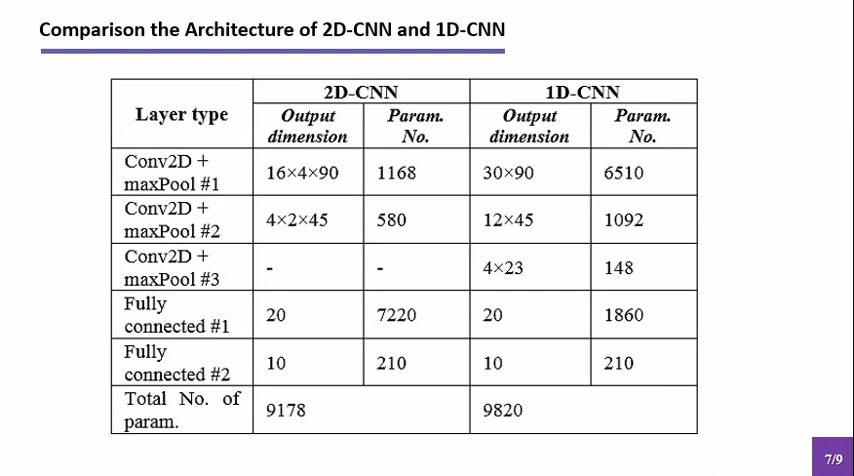 Comparison the Architecture of 2D-CNN and 1D-CNN
Layer type 2D-CNN 1D-CNN
Output dimension Param. No. Output dimension Param. No.
Conv2D + maxPool #1 16×4×90 1168 30×90 6510
Conv2D + maxPool #2 4×2×45 580 12×45 1092
Conv2D + maxPool #3 - - 4×23 148
Fully connected #1 20 7220 20 1860
Fully connected #2 10 210 10 210
Total No. of param. 9178 9820
7/9